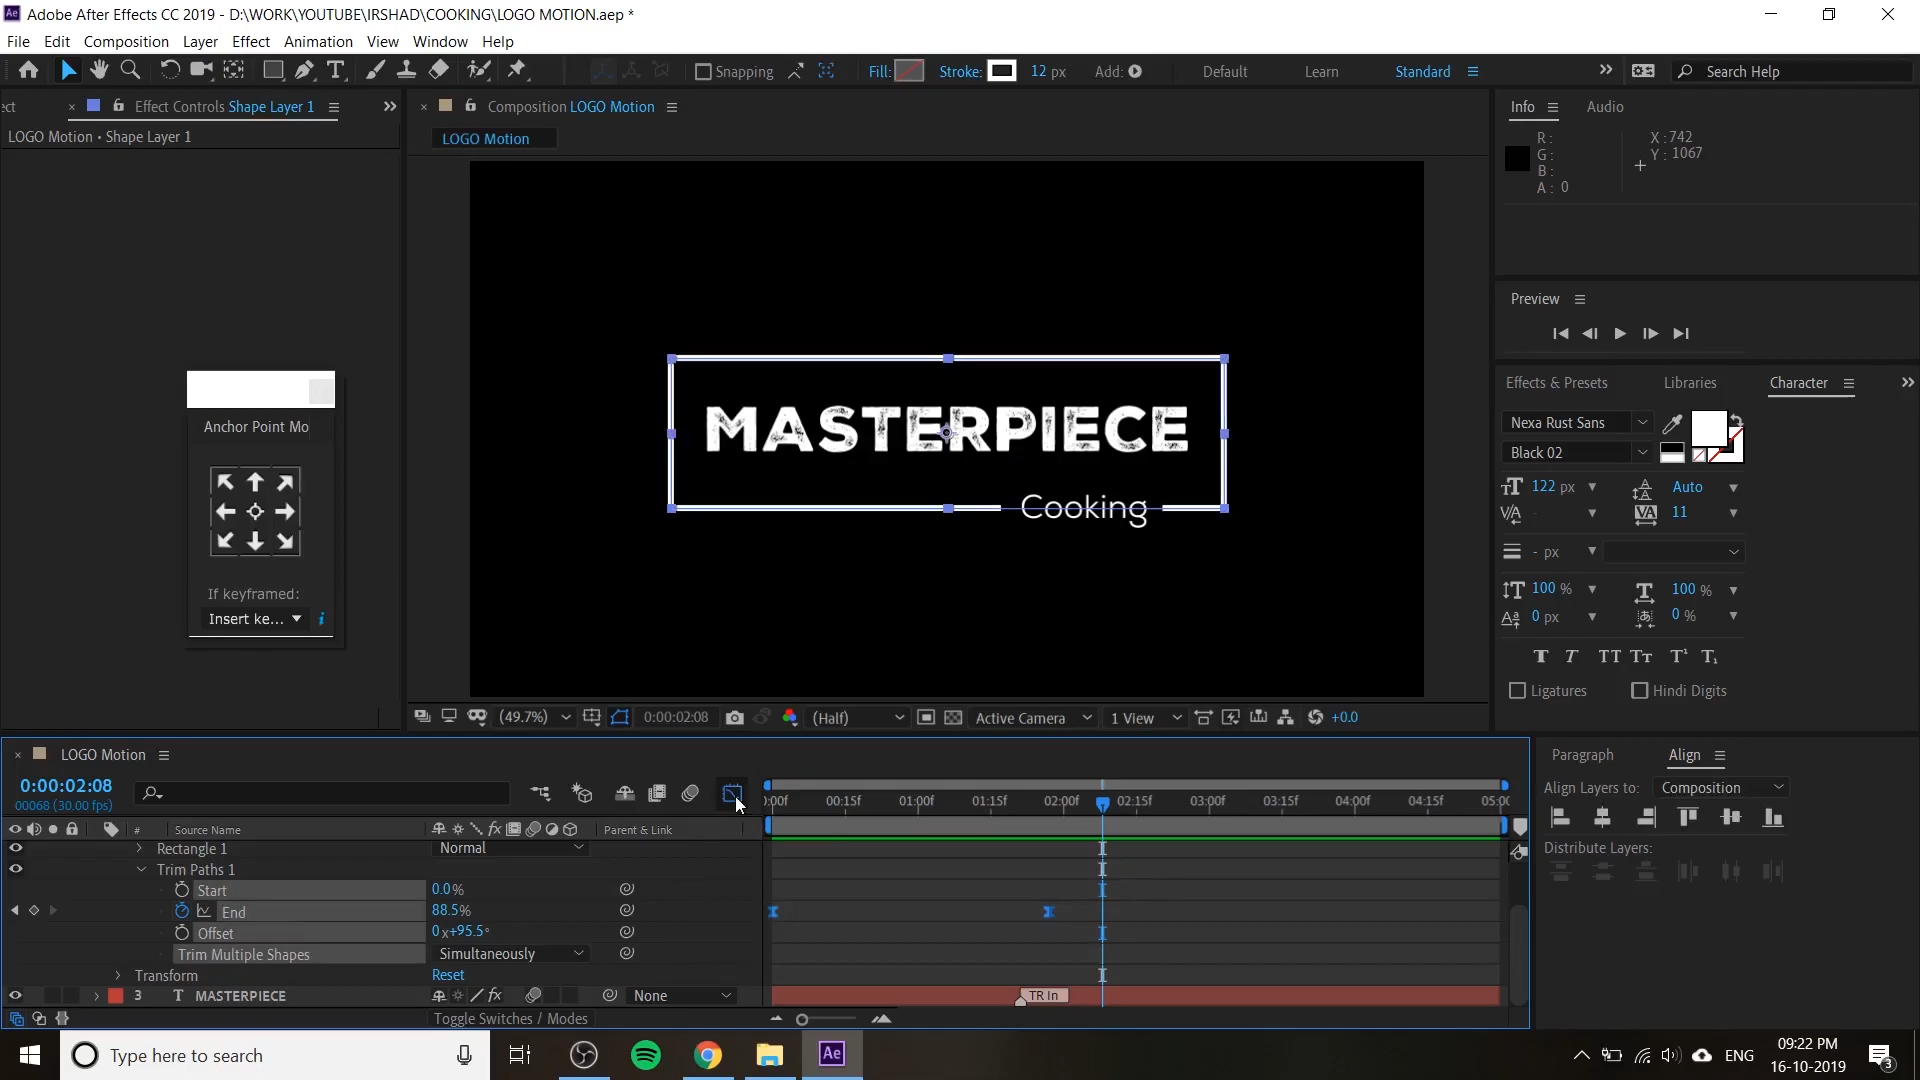 Adobe After Effects CC 2019 - D:\WORK\YOUTUBE\IRSHAD\COOKING\LOGO MOTION.aep *
File Edit Composition Layer Effect Animation View Window Help
Snapping Fill: Stroke: 12 px Add: Default Learn Standard Search Help
ect Effect Controls Shape Layer 1
LOGO Motion • Shape Layer 1
Composition LOGO Motion
LOGO Motion
Info Audio
R :
G :
B :
A : 0
X : 742
Y : 1067
Preview
MASTERPIECE
Cooking
Anchor Point Mo
If keyframed:
Insert ke...
Effects & Presets Libraries Character
Nexa Rust Sans
Black 02
122 px Auto
- 11
- px
100 % 100 %
0 px 0 %
Ligatures Hindi Digits
(49.7%) 0:00:02:08 (Half) Active Camera 1 View +0.0
LOGO Motion
0:00:02:08
00068 (30.00 fps)
):00f 00:15f 01:00f 01:15f 02:00f 02:15f 03:00f 03:15f 04:00f 04:15f 05:00
# Source Name Parent & Link
Rectangle 1 Normal
Trim Paths 1
Start 0.0%
End 88.5%
Offset 0x+95.5°
Trim Multiple Shapes Simultaneously
Transform Reset
3 T MASTERPIECE None TR In
Toggle Switches / Modes
Paragraph Align
Align Layers to: Composition
Distribute Layers:
Type here to search
Ae
ENG
09:22 PM
16-10-2019
3